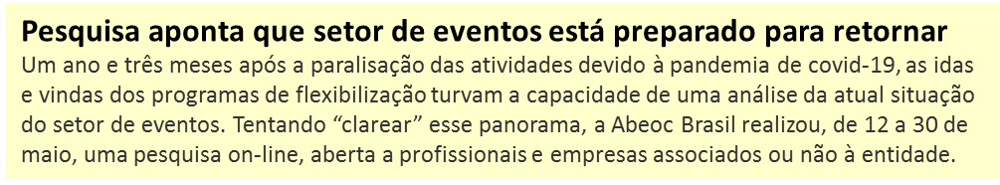 Pesquisa aponta que setor de eventos está preparado para retornar
Um ano e três meses após a paralisação das atividades devido à pandemia de covid-19, as idas
e vindas dos programas de flexibilização turvam a capacidade de uma análise da atual situação
do setor de eventos. Tentando “clarear” esse panorama, a Abeoc Brasil realizou, de 12 a 30 de
maio, uma pesquisa on-line, aberta a profissionais e empresas associados ou não à entidade.